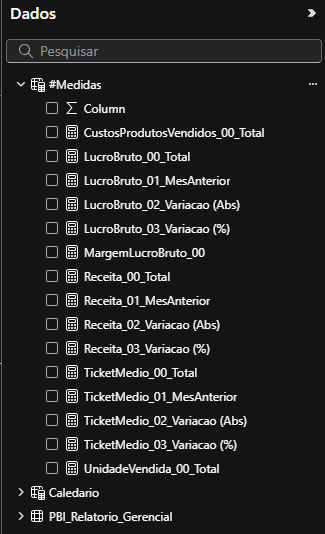 Dados
Pesquisar
#Medidas
Column
CustosProdutosVendidos_00_Total
LucroBruto_00_Total
LucroBruto_01_MesAnterior
LucroBruto_02_Variacao (Abs)
LucroBruto_03_Variacao (%)
MargemLucroBruto_00
Receita_00_Total
Receita_01_MesAnterior
Receita_02_Variacao (Abs)
Receita_03_Variacao (%)
TicketMedio_00_Total
TicketMedio_01_MesAnterior
TicketMedio_02_Variacao (Abs)
TicketMedio_03_Variacao (%)
UnidadeVendida_00_Total
Caledario
PBI_Relatorio_Gerencial